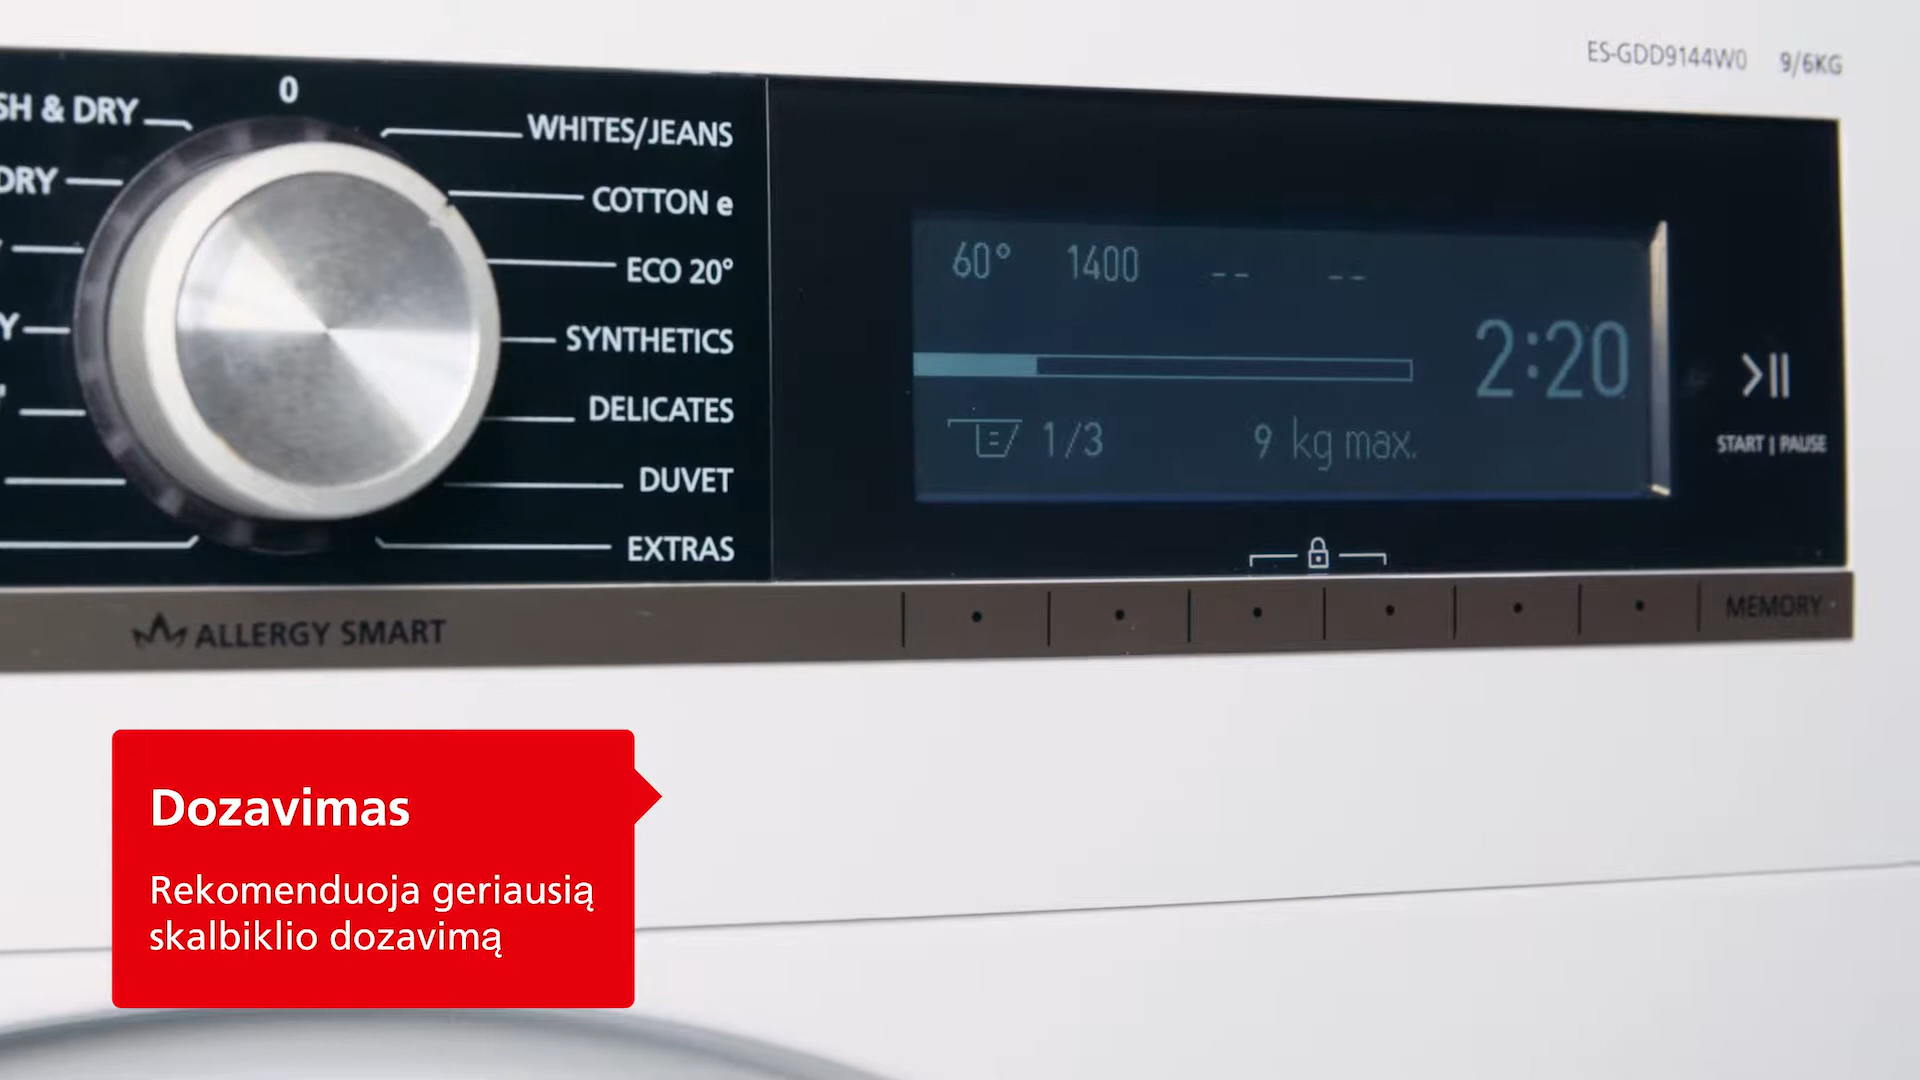 ES-GDD9144W0 9/6KG
0
SH & DRY
WHITES/JEANS
DRY
COTTON e
ECO 20°
Y
SYNTHETICS
DELICATES
DUVET
EXTRAS
60° 1400 -- --
2:20
1/3 9 kg max.
START | PAUSE
ALLERGY SMART
MEMORY
Dozavimas
Rekomenduoja geriausią
skalbiklio dozavimą